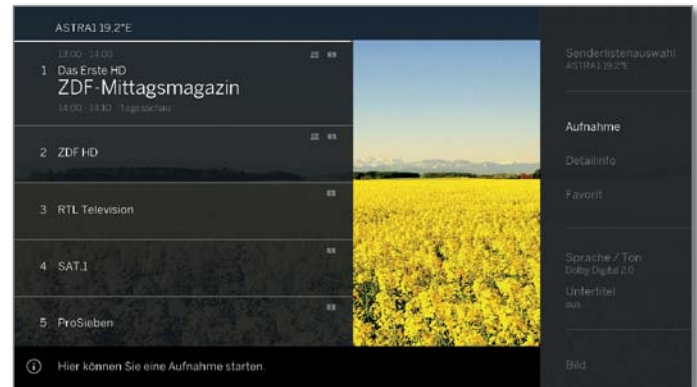 ASTRA1 19,2°E
13:00 - 14:00
1 Das Erste HD
ZDF-Mittagsmagazin
14:00 - 14:10 Tagesschau
2 ZDF HD
3 RTL Television
4 SAT.1
5 ProSieben
Hier können Sie eine Aufnahme starten.
Senderlistenauswahl
ASTRA1 19,2°E
Aufnahme
Detailinfo
Favorit
Sprache / Ton
Dolby Digital 2.0
Untertitel
aus
Bild